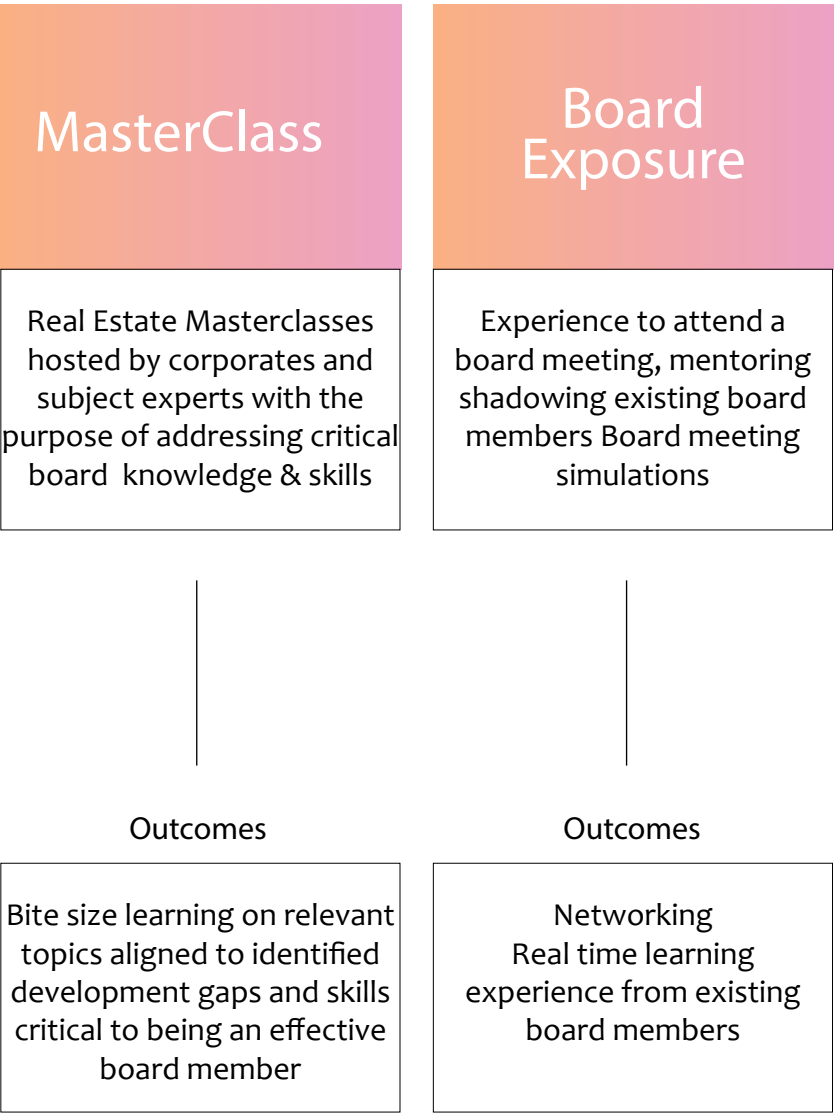 MasterClass
Real Estate Masterclasses
hosted by corporates and
subject experts with the
purpose of addressing critical
board knowledge & skills
Outcomes
Bite size learning on relevant
topics aligned to identified
development gaps and skills
critical to being an effective
board member
Board
Exposure
Experience to attend a
board meeting, mentoring
shadowing existing board
members Board meeting
simulations
Outcomes
Networking
Real time learning
experience from existing
board members